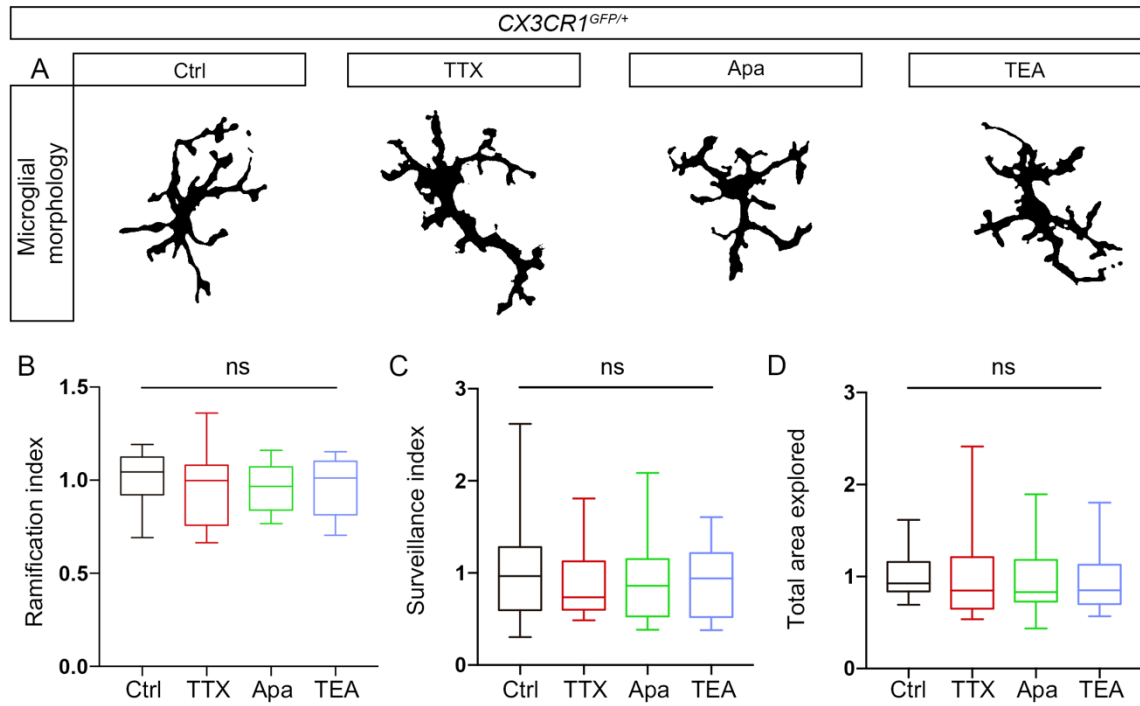 CX3CR1GFP/+
A
Ctrl
TTX
Apa
TEA
Microglial
morphology
B
ns
Ramification index
1.5
1.0
0.5
0.0
Ctrl
TTX
Apa
TEA
C
ns
Surveillance index
3
2
1
0
Ctrl
TTX
Apa
TEA
D
ns
Total area explored
3
2
1
0
Ctrl
TTX
Apa
TEA